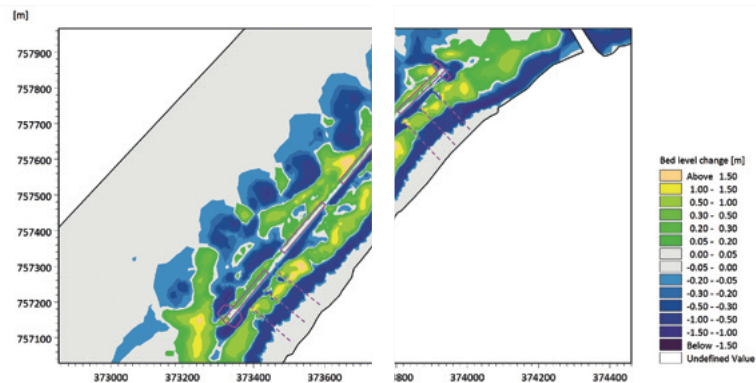 [m]
757900
757800
757700
757600
757500
757400
757300
757200
757100
373000
373200
373400
373600
800
374000
374200
374400
Bed level change [m]
Above 1.50
1.00 - 1.50
0.50 - 1.00
0.30 - 0.50
0.20 - 0.30
0.05 - 0.20
0.00 - 0.05
-0.05 - 0.00
-0.20 - -0.05
-0.30 - -0.20
-0.50 - -0.30
-1.00 - -0.50
-1.50 - -1.00
Below -1.50
Undefined Value